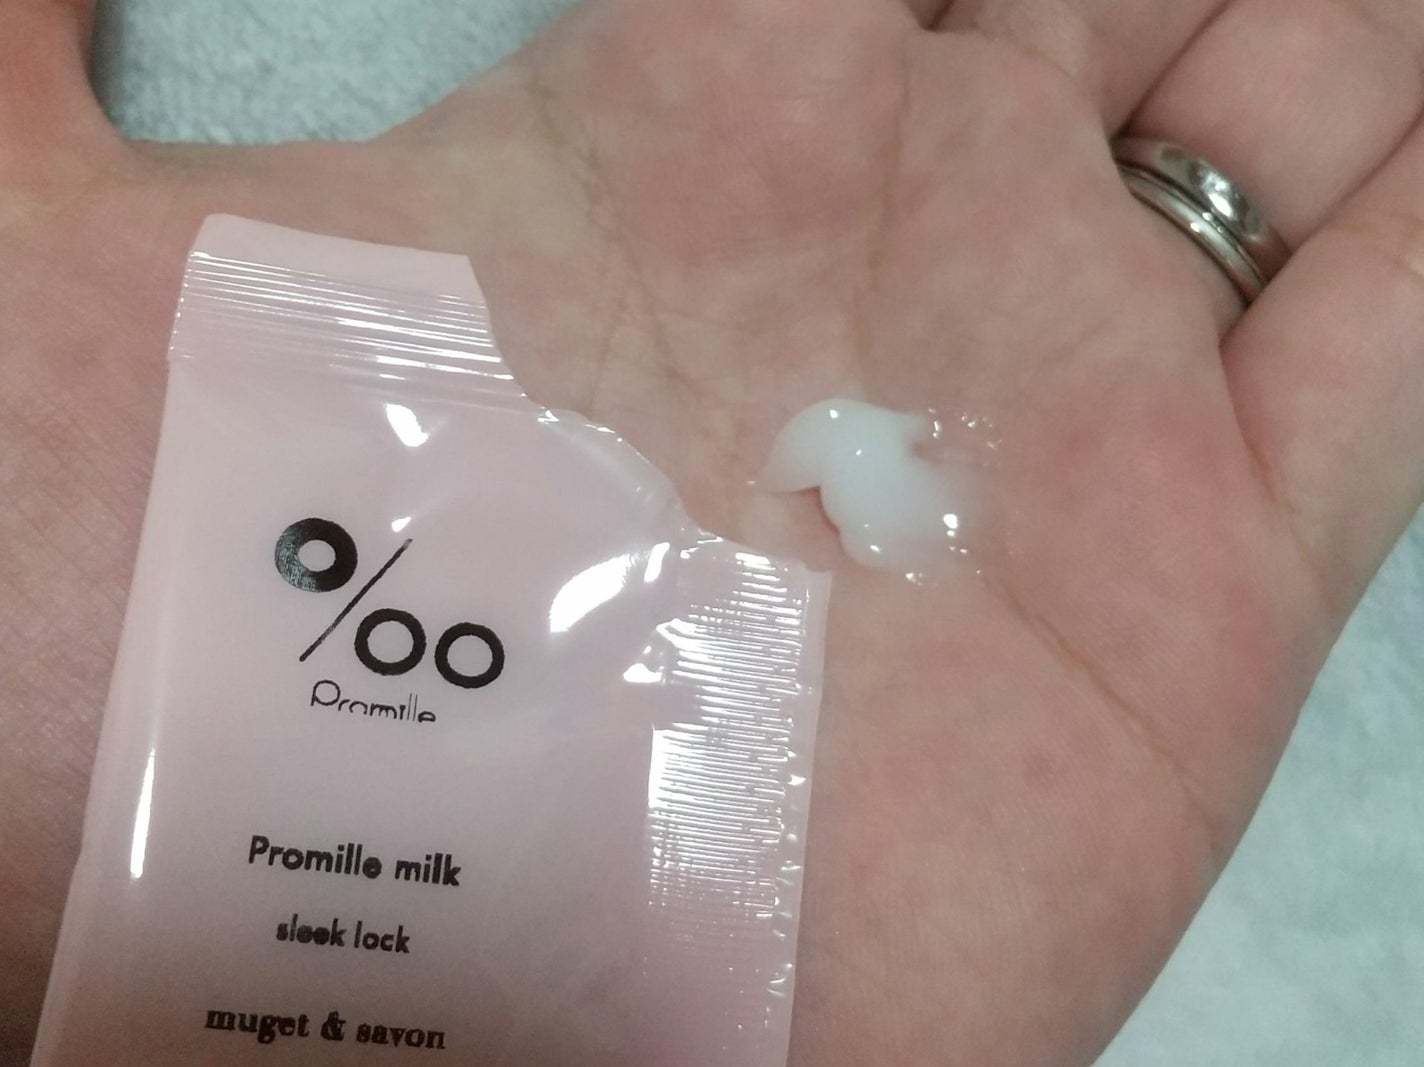 ‰
Promille
Promille milk
sleek lock
muget & savon